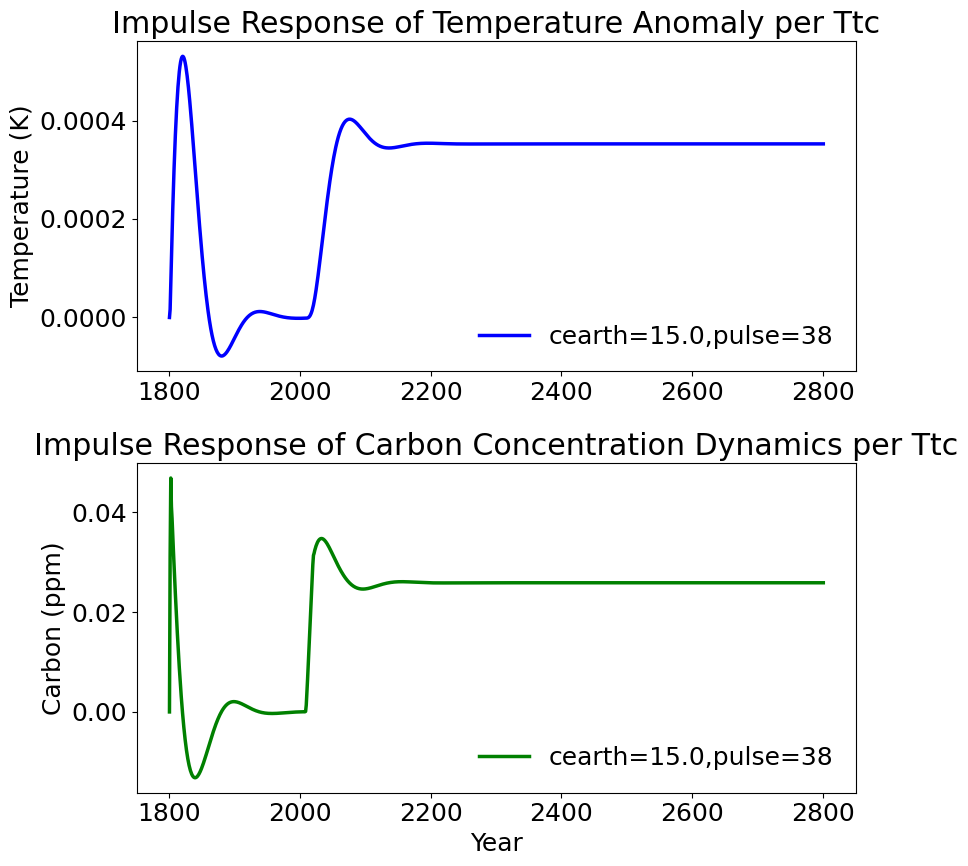 Impulse Response of Temperature Anomaly per Ttc
Temperature (K)
0.0004
0.0002
0.0000
cearth=15.0,pulse=38
1800 2000 2200 2400 2600 2800
Impulse Response of Carbon Concentration Dynamics per Ttc
Carbon (ppm)
0.04
0.02
0.00
cearth=15.0,pulse=38
1800 2000 2200 2400 2600 2800
Year